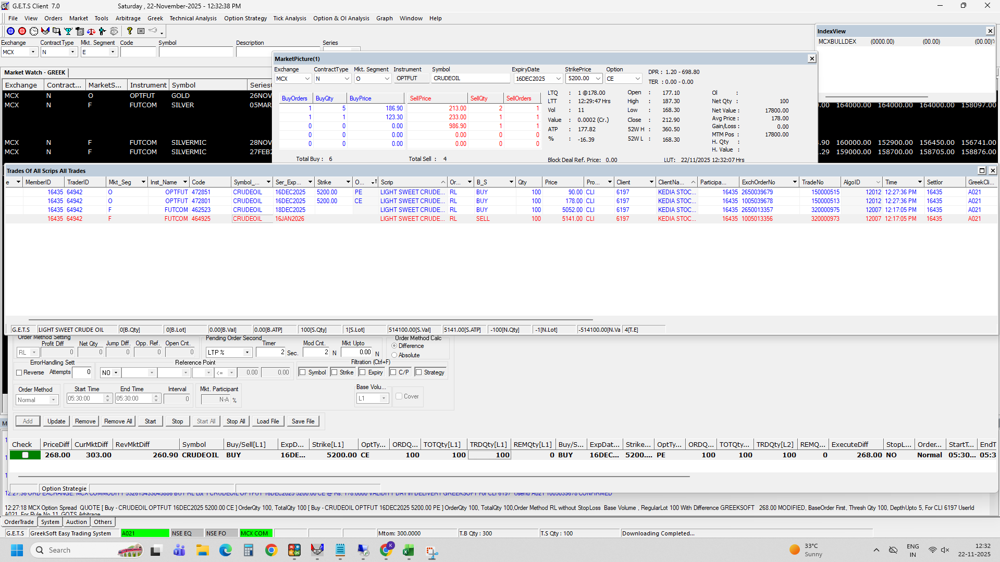 G.E.T.S Client 7.0 Saturday , 22-November-2025 - 12:32:38 PM
File View Orders Market Tools Arbitrage Greek Technical Analysis Option Strategy Tick Analysis Option & OI Analysis Graph Window Help
Exchange ContractType Mkt. Segment Code Symbol Description Series
MCX N E
IndexView
MCXBULLDEX (0000.00) (00.00) (00.00)%
Market Watch - GREEK
Exchange Contract... MarketS... Instrument Symbol
MCX N O OPTFUT GOLD 26NOV
MCX N F FUTCOM SILVER 05MAR .00 164000.00 164000.00 164000.00 158097.00
MCX N F FUTCOM SILVERMIC 28NOV .90 160000.00 152900.00 156450.00 156741.00
MCX N F FUTCOM SILVERMIC 27FEB2 .29 159000.00 158700.00 158705.00 158876.00
MarketPicture(1)
Exchange ContractType Mkt. Segment Instrument Symbol ExpiryDate StrikePrice Option
MCX N O OPTFUT CRUDEOIL 16DEC2025 5200.00 CE
DPR : 1.20 - 698.80
TER : 0.00 - 0.00
BuyOrders BuyQty BuyPrice SellPrice SellQty SellOrders
1 5 186.90 213.00 2 1
1 1 123.30 233.00 1 1
0 0 0.00 986.90 1 1
0 0 0.00 0.00 0 0
0 0 0.00 0.00 0 0
Total Buy : 6 Total Sell : 4
LTQ : 1 @178.00 Open : 177.10 OI :
LTT : 12:29:47 Hrs High : 187.30 Net Qty : 100
Vol : 11 Low : 168.30 Net Value : 17800.00
Value : 0.0002 (Cr.) Close : 212.90 Avg Price : 178.00
ATP : 177.82 52W H : 360.50 Gain/Loss : 0.00
% : -16.39 52W L : 168.30 MTM Pos : 17800.00
H. Qty :
H. Value :
Block Deal Ref. Price: 0.00 LUT: 22/11/2025 12:32:07 Hrs
Trades Of All Scrips All Trades
e MemberID TraderID Mkt_Seg Inst_Name Code Symbol_... Ser_Exp... Strike O... Scrip Or... B_S Qty Price Pro... Client ClientNa... Participa... ExchOrderNo TradeNo AlgoID Time Settlor GreekCli...
16435 64942 O OPTFUT 472851 CRUDEOIL 16DEC2025 5200.00 PE LIGHT SWEET CRUDE... RL BUY 100 90.00 CLI 6197 KEDIA STOC... 16435 2650039679 150000515 12012 12:27:36 PM 16435 A021
16435 64942 O OPTFUT 472801 CRUDEOIL 16DEC2025 5200.00 CE LIGHT SWEET CRUDE... RL BUY 100 178.00 CLI 6197 KEDIA STOC... 16435 1005039678 150000513 12012 12:27:36 PM 16435 A021
16435 64942 F FUTCOM 462523 CRUDEOIL 18DEC2025 LIGHT SWEET CRUDE... RL BUY 100 5052.00 CLI 6197 KEDIA STOC... 16435 2650013357 320000975 12007 12:17:05 PM 16435 A021
16435 64942 F FUTCOM 464925 CRUDEOIL 16JAN2026 LIGHT SWEET CRUDE... RL SELL 100 5141.00 CLI 6197 KEDIA STOC... 16435 1005013356 320000973 12007 12:17:05 PM 16435 A021
G.E.T.S LIGHT SWEET CRUDE OIL 0[B.Qty] 0[B.Lot] 0.00[B.Val] 0.00[B.ATP] 100[S.Qty] 1[S.Lot] 514100.00[S.Val] 5141.00[S.ATP] -100[N.Qty] -1[N.Lot] -514100.00[N.Va 4[T.E]
Order Method Setting Pending Order Second Order Method Calc
Profit Diff Net Qty Jump Diff. Opp. Ref. Open Cnt. Timer Mod Cnt. Mkt Upto Difference
RL 0 0 0 0 0 LTP % 2 Sec. 2 N 0.00 N Absolute
ErrorHandling Sett Reference Point Filtration (Ctrl+F)
Reverse Attempts 0 NO <= 0.00 0.00 Symbol Strike Expiry C/P Strategy
Order Method Start Time End Time Interval Mkt. Participant Base Volu...
Normal 05:30:00 05:30:00 0 N-A % L1 Cover
Add Update Remove Remove All Start Stop Start All Stop All Load File Save File
Check PriceDiff CurMktDiff RevMktDiff Symbol Buy/Sell[L1] ExpD... Strike[L1] OptTy... ORDQ... TOTQty[L1] TRDQty[L1] REMQty[L1] Buy/S... ExpDat... Strike... OptTy... ORDQ... TOTQty[L2] TRDQty[L2] REMQ... ExecuteDiff StopL... Order... StartT... EndT
268.00 303.00 260.90 CRUDEOIL BUY 16DE... 5200.00 CE 100 100 100 0 BUY 16DEC... 5200.... PE 100 100 100 0 268.00 NO Normal 05:30... 05:3
Option Strategie
12:27:18 MCX Option Spread QUOTE [ Buy - CRUDEOIL OPTFUT 16DEC2025 5200.00 CE ] OrderQty 100, TotalQty 100 [ Buy - CRUDEOIL OPTFUT 16DEC2025 5200.00 PE ] OrderQty 100, TotalQty 100,Order Method RL without StopLoss Base Volume , RegularLot 100 With Difference GREEKSOFT 268.00 MODIFIED, BaseOrder First, Thresh Qty 100, DepthUpto 5, For CLI 6197 UserId
A021 For Rule No 11 GOTS Arbitrage
OrderTrade System Auction Others
G.E.T.S GreekSoft Easy Trading System A021 NSE EQ NSE FO MCX COM Mtom: 300.0000 T.B Qty : 300 T.S Qty : 100 Downloading Completed...
Search
33°C
Sunny
ENG
IN
12:32
22-11-2025